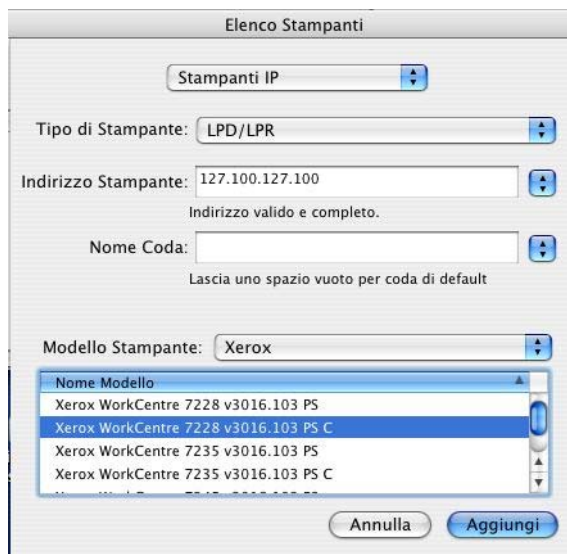 Elenco Stampanti
Stampanti IP
Tipo di Stampante: LPD/LPR
Indirizzo Stampante: 127.100.127.100
Indirizzo valido e completo.
Nome Coda:
Lascia uno spazio vuoto per coda di default
Modello Stampante: Xerox
Nome Modello
Xerox WorkCentre 7228 v3016.103 PS
Xerox WorkCentre 7228 v3016.103 PS C
Xerox WorkCentre 7235 v3016.103 PS
Xerox WorkCentre 7235 v3016.103 PS C
Annulla Aggiungi